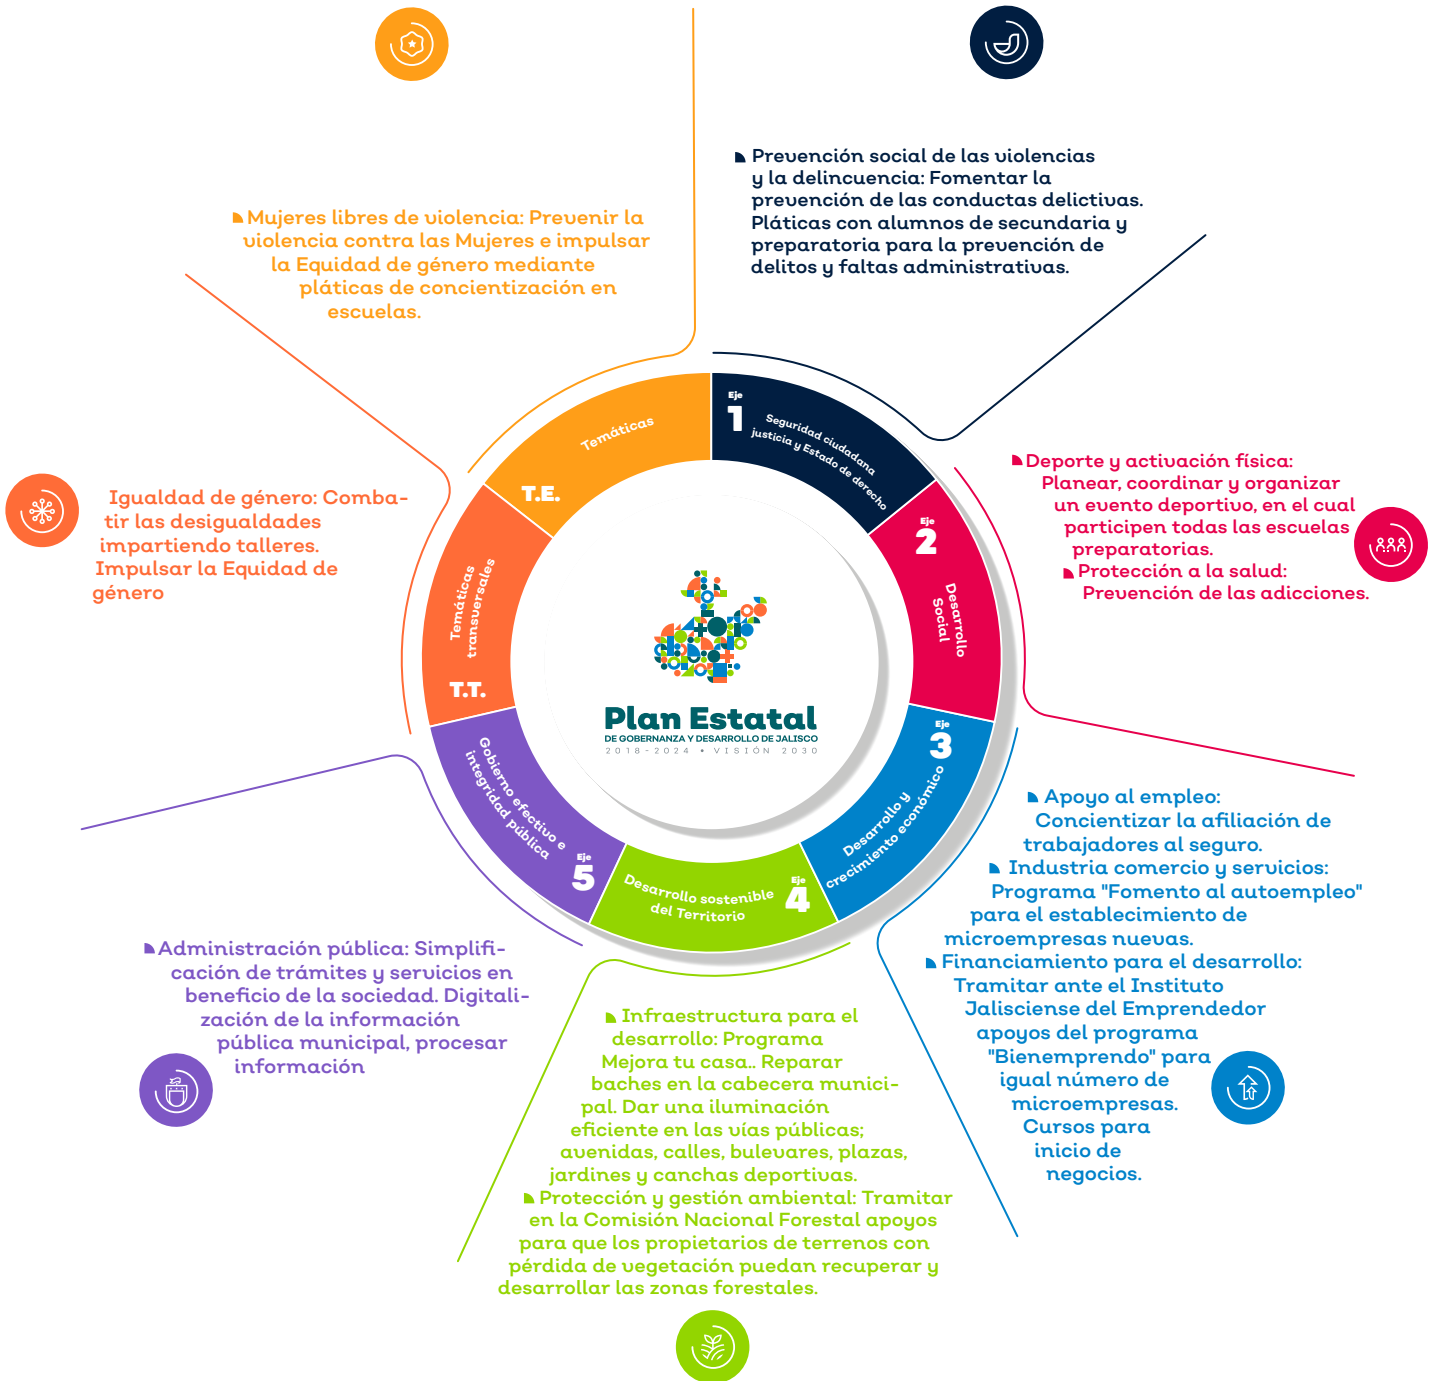 Mujeres libres de violencia: Prevenir la
violencia contra las Mujeres e impulsar
la Equidad de género mediante
pláticas de concientización en
escuelas.
Prevención social de las violencias
y la delincuencia: Fomentar la
prevención de las conductas delictivas.
Pláticas con alumnos de secundaria y
preparatoria para la prevención de
delitos y faltas administrativas.
Igualdad de género: Comba-
tir las desigualdades
impartiendo talleres.
Impulsar la Equidad de
género
Deporte y activación física:
Planear, coordinar y organizar
un evento deportivo, en el cual
participen todas las escuelas
preparatorias.
Protección a la salud:
Prevención de las adicciones.
Temáticas
T.E.
Eje
1
Seguridad ciudadana
justicia y Estado de derecho
Eje
2
Desarrollo
Social
Temáticas
transversales
T.T.
Plan Estatal
DE GOBERNANZA Y DESARROLLO DE JALISCO
2018-2024 • VISIÓN 2030
Eje
3
Desarrollo y
crecimiento económico
Eje
4
Desarrollo sostenible
del Territorio
Gobierno efectivo e
integridad pública
Eje
5
Apoyo al empleo:
Concientizar la afiliación de
trabajadores al seguro.
Industria comercio y servicios:
Programa "Fomento al autoempleo"
para el establecimiento de
microempresas nuevas.
Financiamiento para el desarrollo:
Tramitar ante el Instituto
Jalisciense del Emprendedor
apoyos del programa
"Bienemprendo" para
igual número de
microempresas.
Cursos para
inicio de
negocios.
Administración pública: Simplifi-
cación de trámites y servicios en
beneficio de la sociedad. Digitali-
zación de la información
pública municipal, procesar
información
Infraestructura para el
desarrollo: Programa
Mejora tu casa.. Reparar
baches en la cabecera munici-
pal. Dar una iluminación
eficiente en las vías públicas;
avenidas, calles, bulevares, plazas,
jardines y canchas deportivas.
Protección y gestión ambiental: Tramitar
en la Comisión Nacional Forestal apoyos
para que los propietarios de terrenos con
pérdida de vegetación puedan recuperar y
desarrollar las zonas forestales.